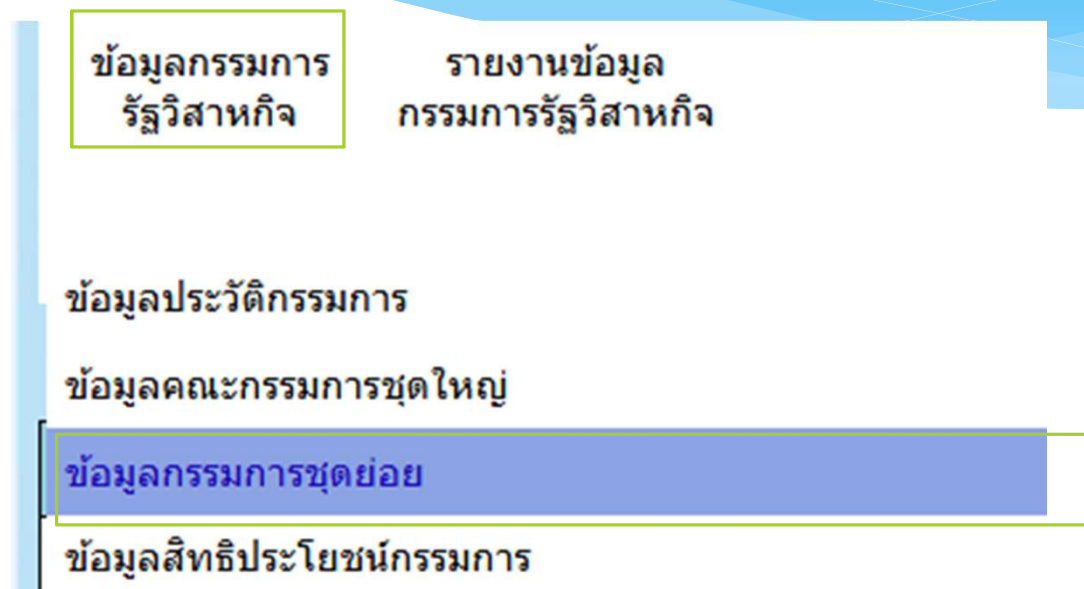 ข้อมูลกรรมการ
รัฐวิสาหกิจ
รายงานข้อมูล
กรรมการรัฐวิสาหกิจ
ข้อมูลประวัติกรรมการ
ข้อมูลคณะกรรมการชุดใหญ่
ข้อมูลกรรมการชุดย่อย
ข้อมูลสิทธิประโยชน์กรรมการ